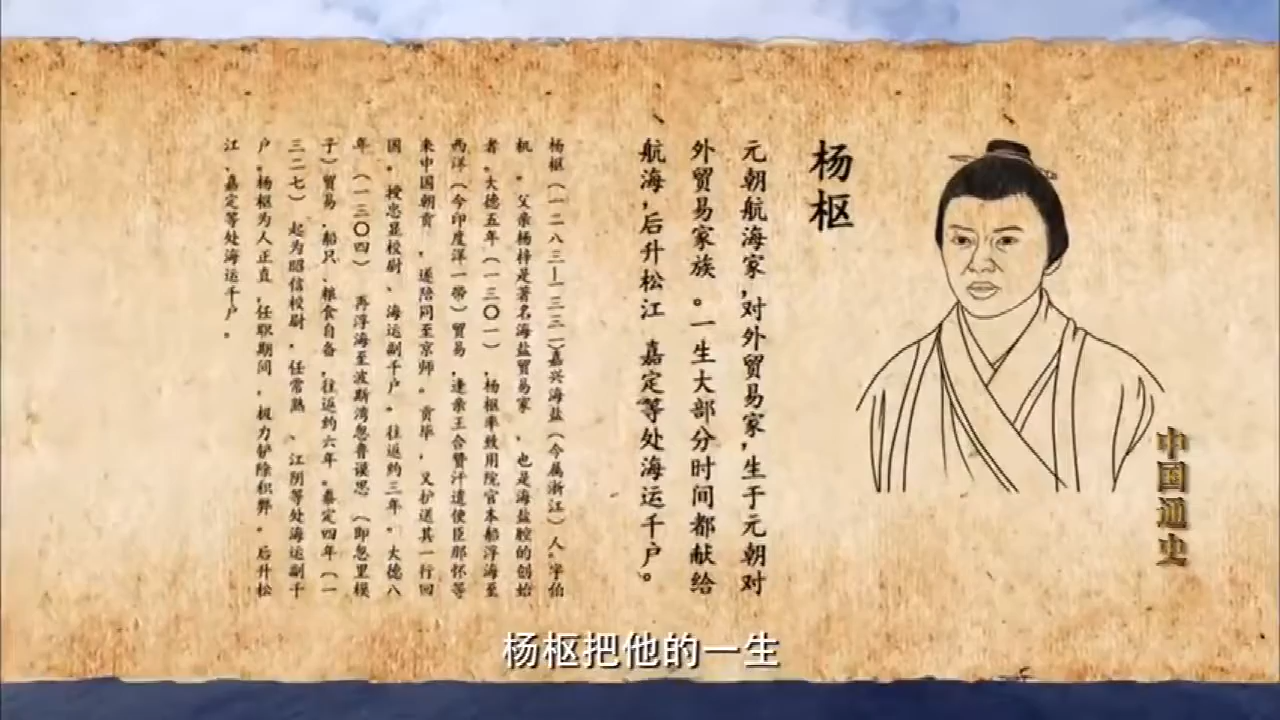 杨枢
元朝航海家,对外贸易家,生于元朝对
外贸易家族。一生大部分时间都献给
航海,后升松江 嘉定等处海运千户。
杨枢(一二八三—一三三一)嘉兴海盐(今属浙江)人。字伯
机。父亲杨梓是著名海盐贸易家,也是海盐腔的创始
者。大德五年(一三〇一),杨枢率致用院官本船浮海至
西洋(今印度洋一带)贸易,逢亲王合赞汗遣使臣那怀等
来中国朝贡,遂陪同至京师。贡毕,又护送其一行回
国。授忠显校尉、海运副千户。往返约三年。大德八
年(一三〇四)再浮海至波斯湾忽鲁谟思(即忽里模
子)贸易,船只、粮食自备,往返约六年。泰定四年(一
三二七)起为昭信校尉,任常熟、江阴等处海运副千
户。杨枢为人正直,任职期间,极力铲除积弊。后升松
江、嘉定等处海运千户。
中国通史
杨枢把他的一生